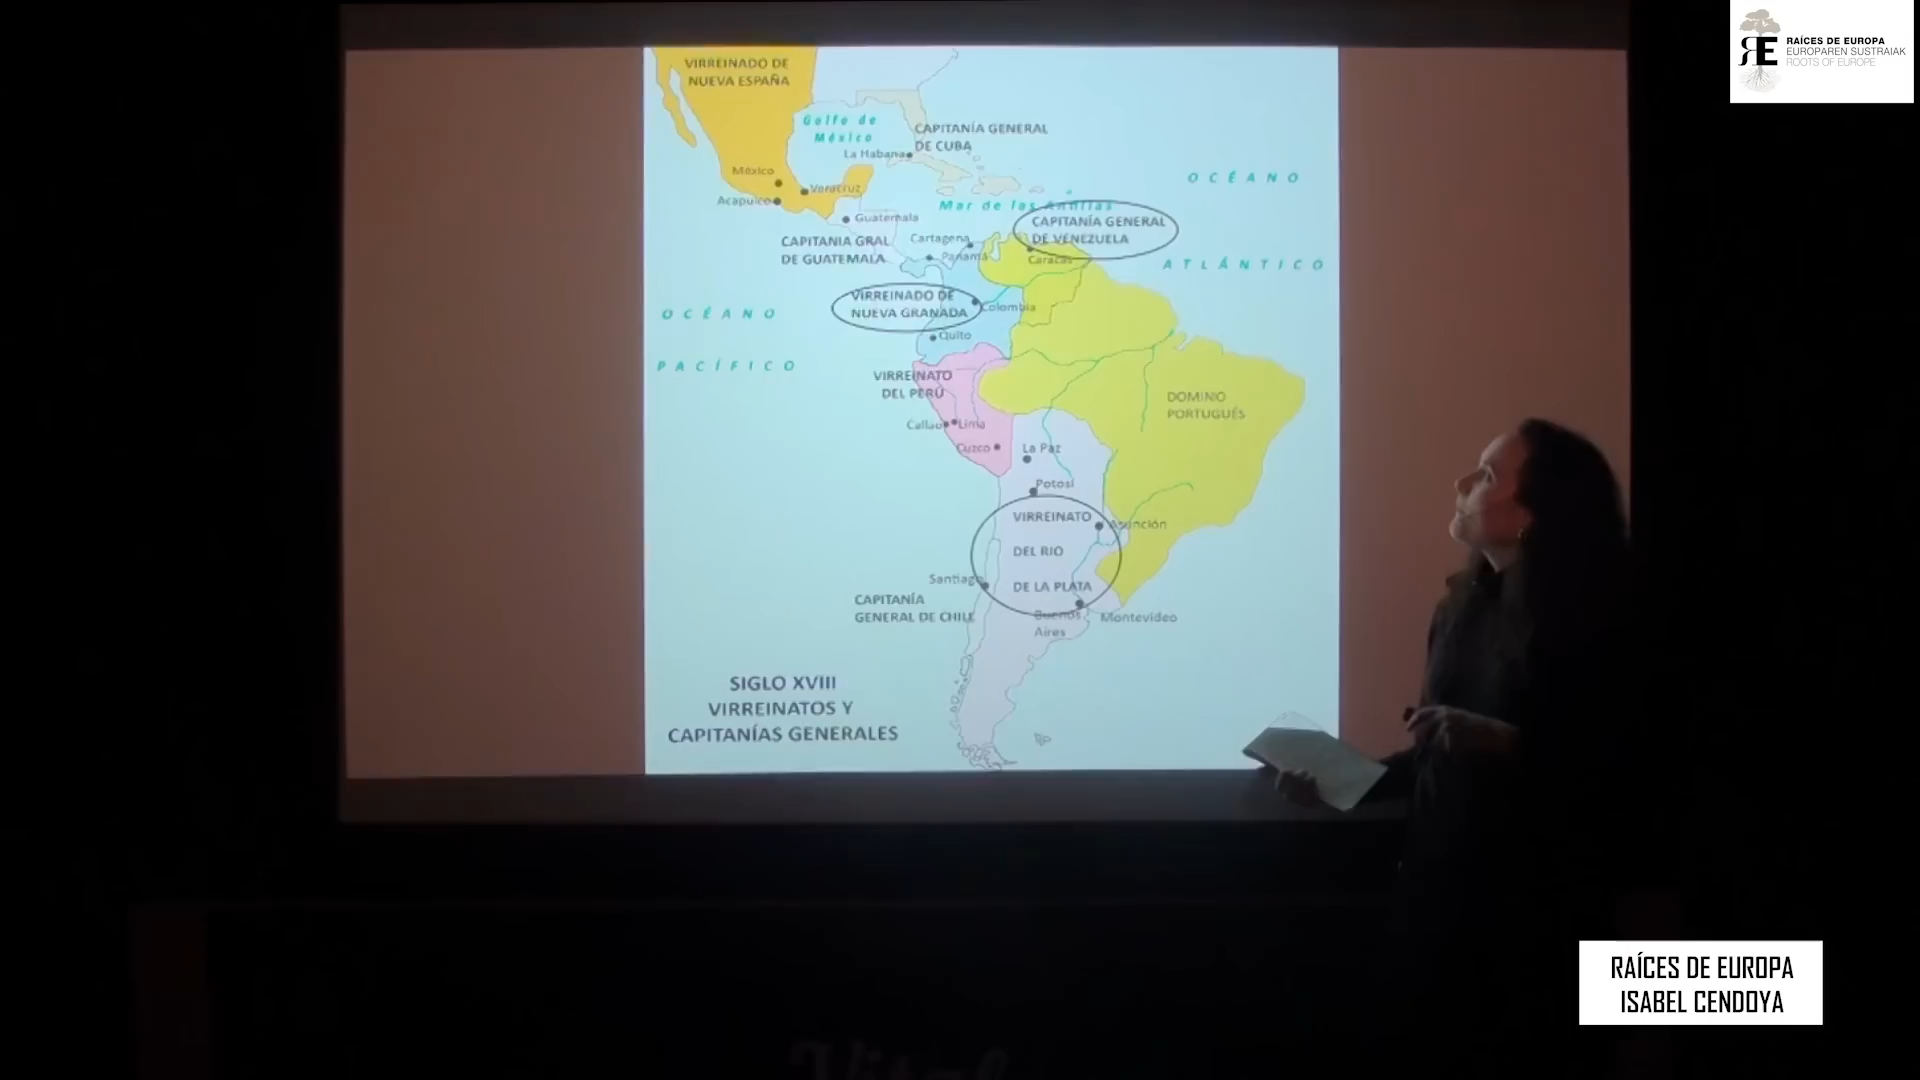 RAÍCES DE EUROPA
EUROPAREN SUSTRAIAK
ROOTS OF EUROPE
VIRREINADO DE
NUEVA ESPAÑA
Golfo de
México
CAPITANÍA GENERAL
DE CUBA
La Habana
México
Veracruz
Acapulco
OCÉANO
Mar de las Antillas
Guatemala
CAPITANÍA GENERAL
DE VENEZUELA
CAPITANIA GRAL
DE GUATEMALA
Cartagena
Panamá
Caracas
ATLÁNTICO
VIRREINADO DE
NUEVA GRANADA
Colombia
OCÉANO
Quito
PACÍFICO
VIRREINATO
DEL PERÚ
DOMINO
PORTUGUÉS
Callao
Lima
Cuzco
La Paz
Potosí
VIRREINATO
DEL RIO
DE LA PLATA
Asunción
Santiago
CAPITANÍA
GENERAL DE CHILE
Buenos
Aires
Montevideo
SIGLO XVIII
VIRREINATOS Y
CAPITANÍAS GENERALES
RAÍCES DE EUROPA
ISABEL CENDOYA